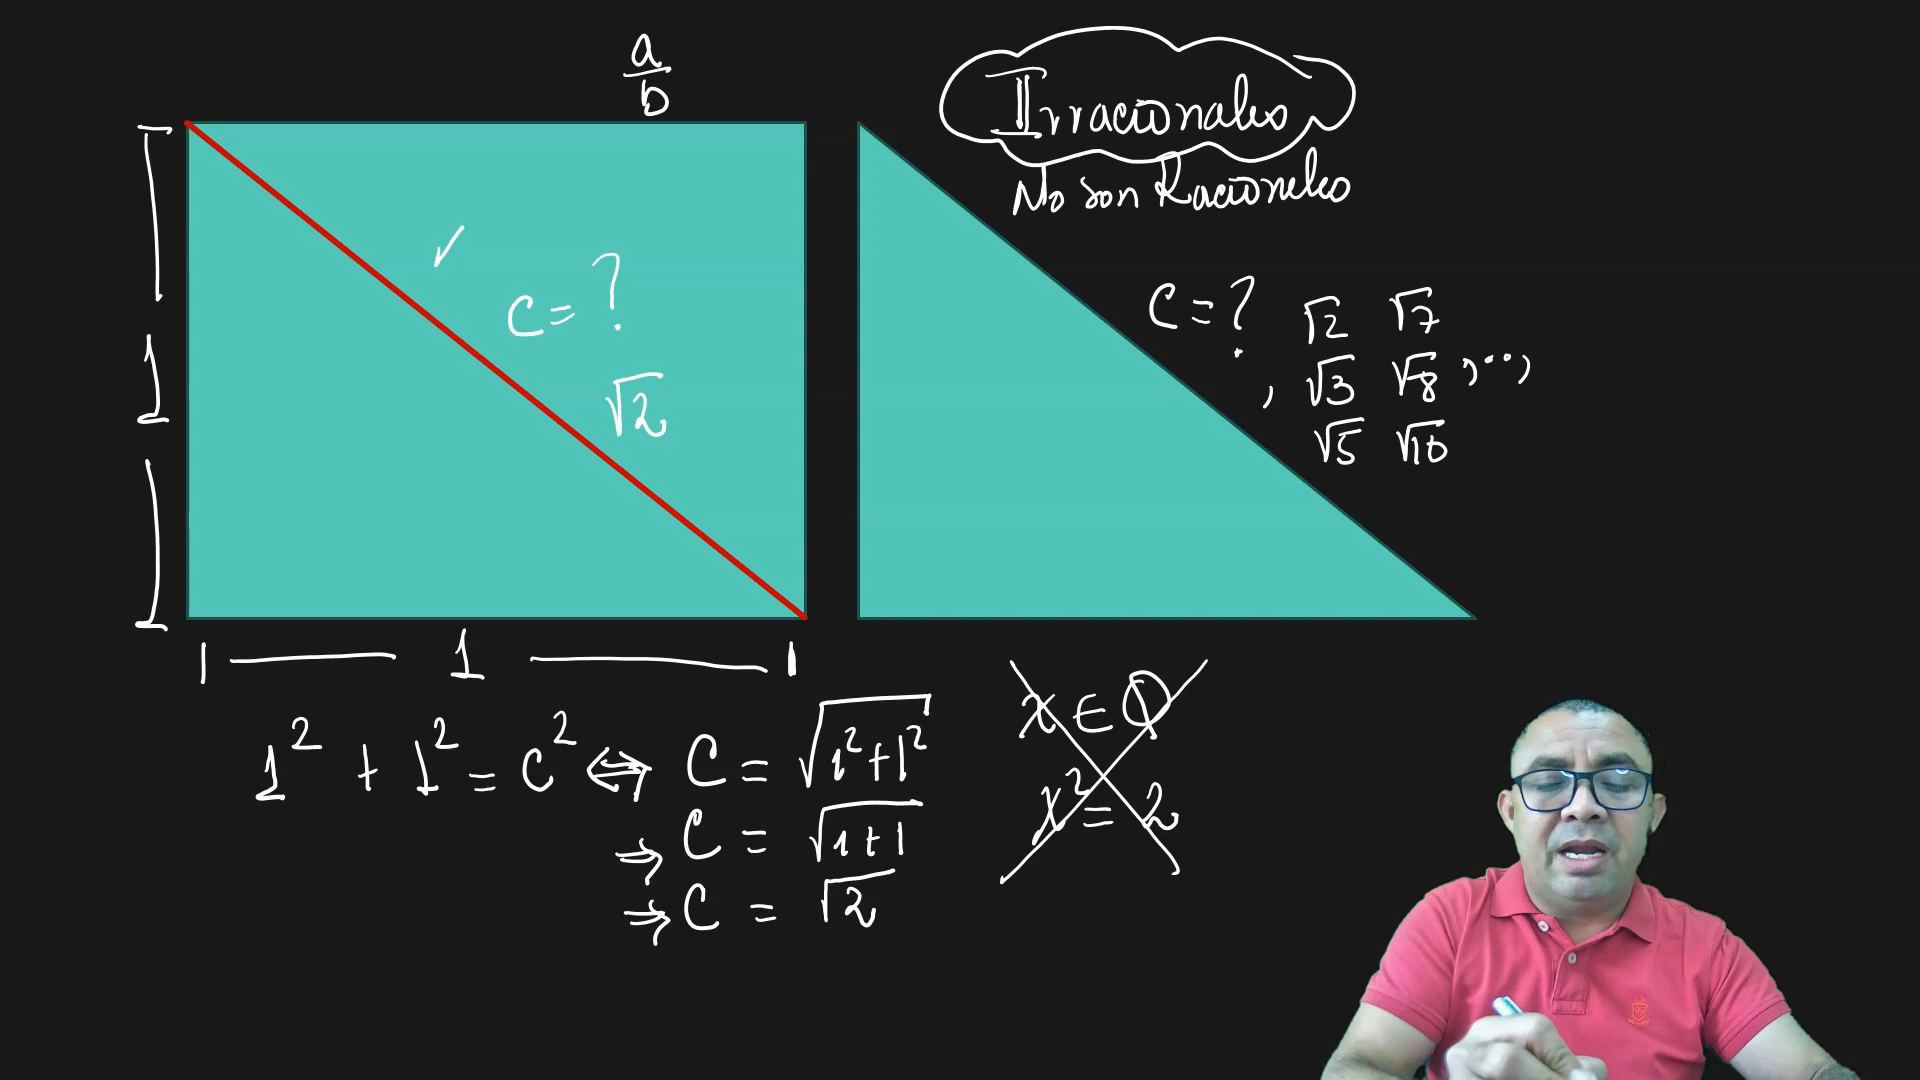 a/b
Irracionales
No son Racionales
1
c = ?
√2
c = ?
√2 √7
, √3 √8 , ... ,
√5 √10
1
1² + 1² = c² ⟺ c = √1²+1²
⇒ c = √1+1
⇒ c = √2
x ∈ Q
x² = 2